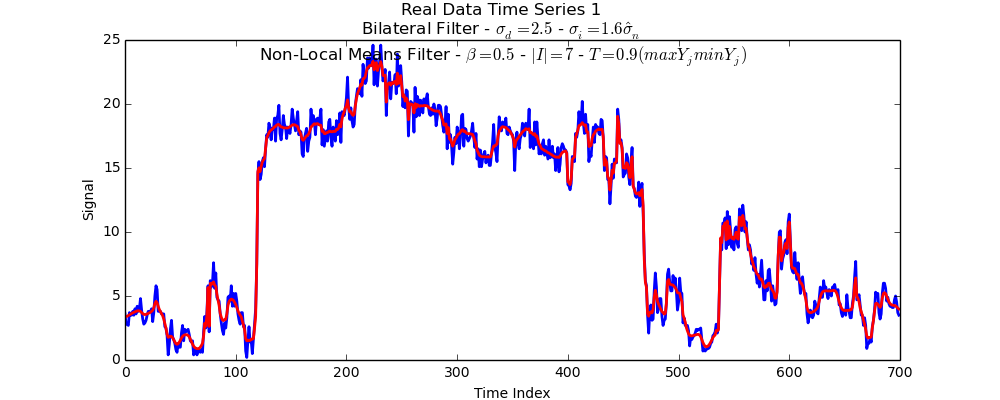 Real Data Time Series 1
Bilateral Filter - σ_d = 2.5 - σ_i = 1.6σ̂_n
Non-Local Means Filter - β = 0.5 - |I| = 7 - T = 0.9(maxY_j minY_j)
25
20
15
10
5
0
Signal
0 100 200 300 400 500 600 700
Time Index